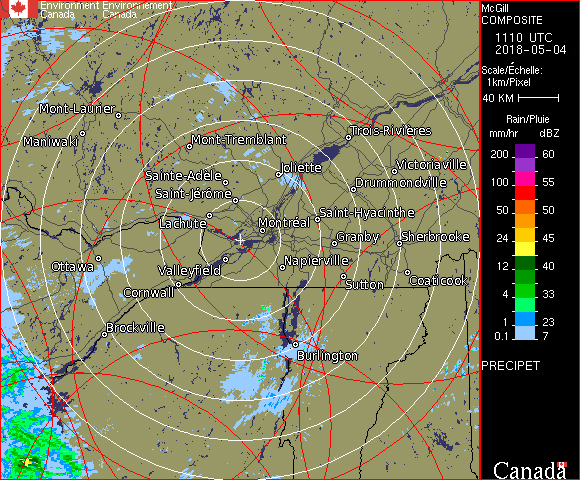 Environment Environnement
Canada Canada
McGill
COMPOSITE
1110 UTC
2018-05-04
Scale/Échelle:
1km/Pixel
40 KM
Rain/Pluie
mm/hr dBZ
200 60
100 55
50 50
24 45
12 40
4 33
1 23
0.1 7
PRECIPET
Mont-Laurier
Maniwaki
Mont-Tremblant
Trois-Rivières
Sainte-Adèle
Joliette
Victoriaville
Saint-Jérôme
Drummondville
Lachute
Saint-Hyacinthe
Montréal
Granby
Sherbrooke
Ottawa
Valleyfield
Napierville
Cornwall
Sutton
Coaticook
Brockville
Burlington
Canada